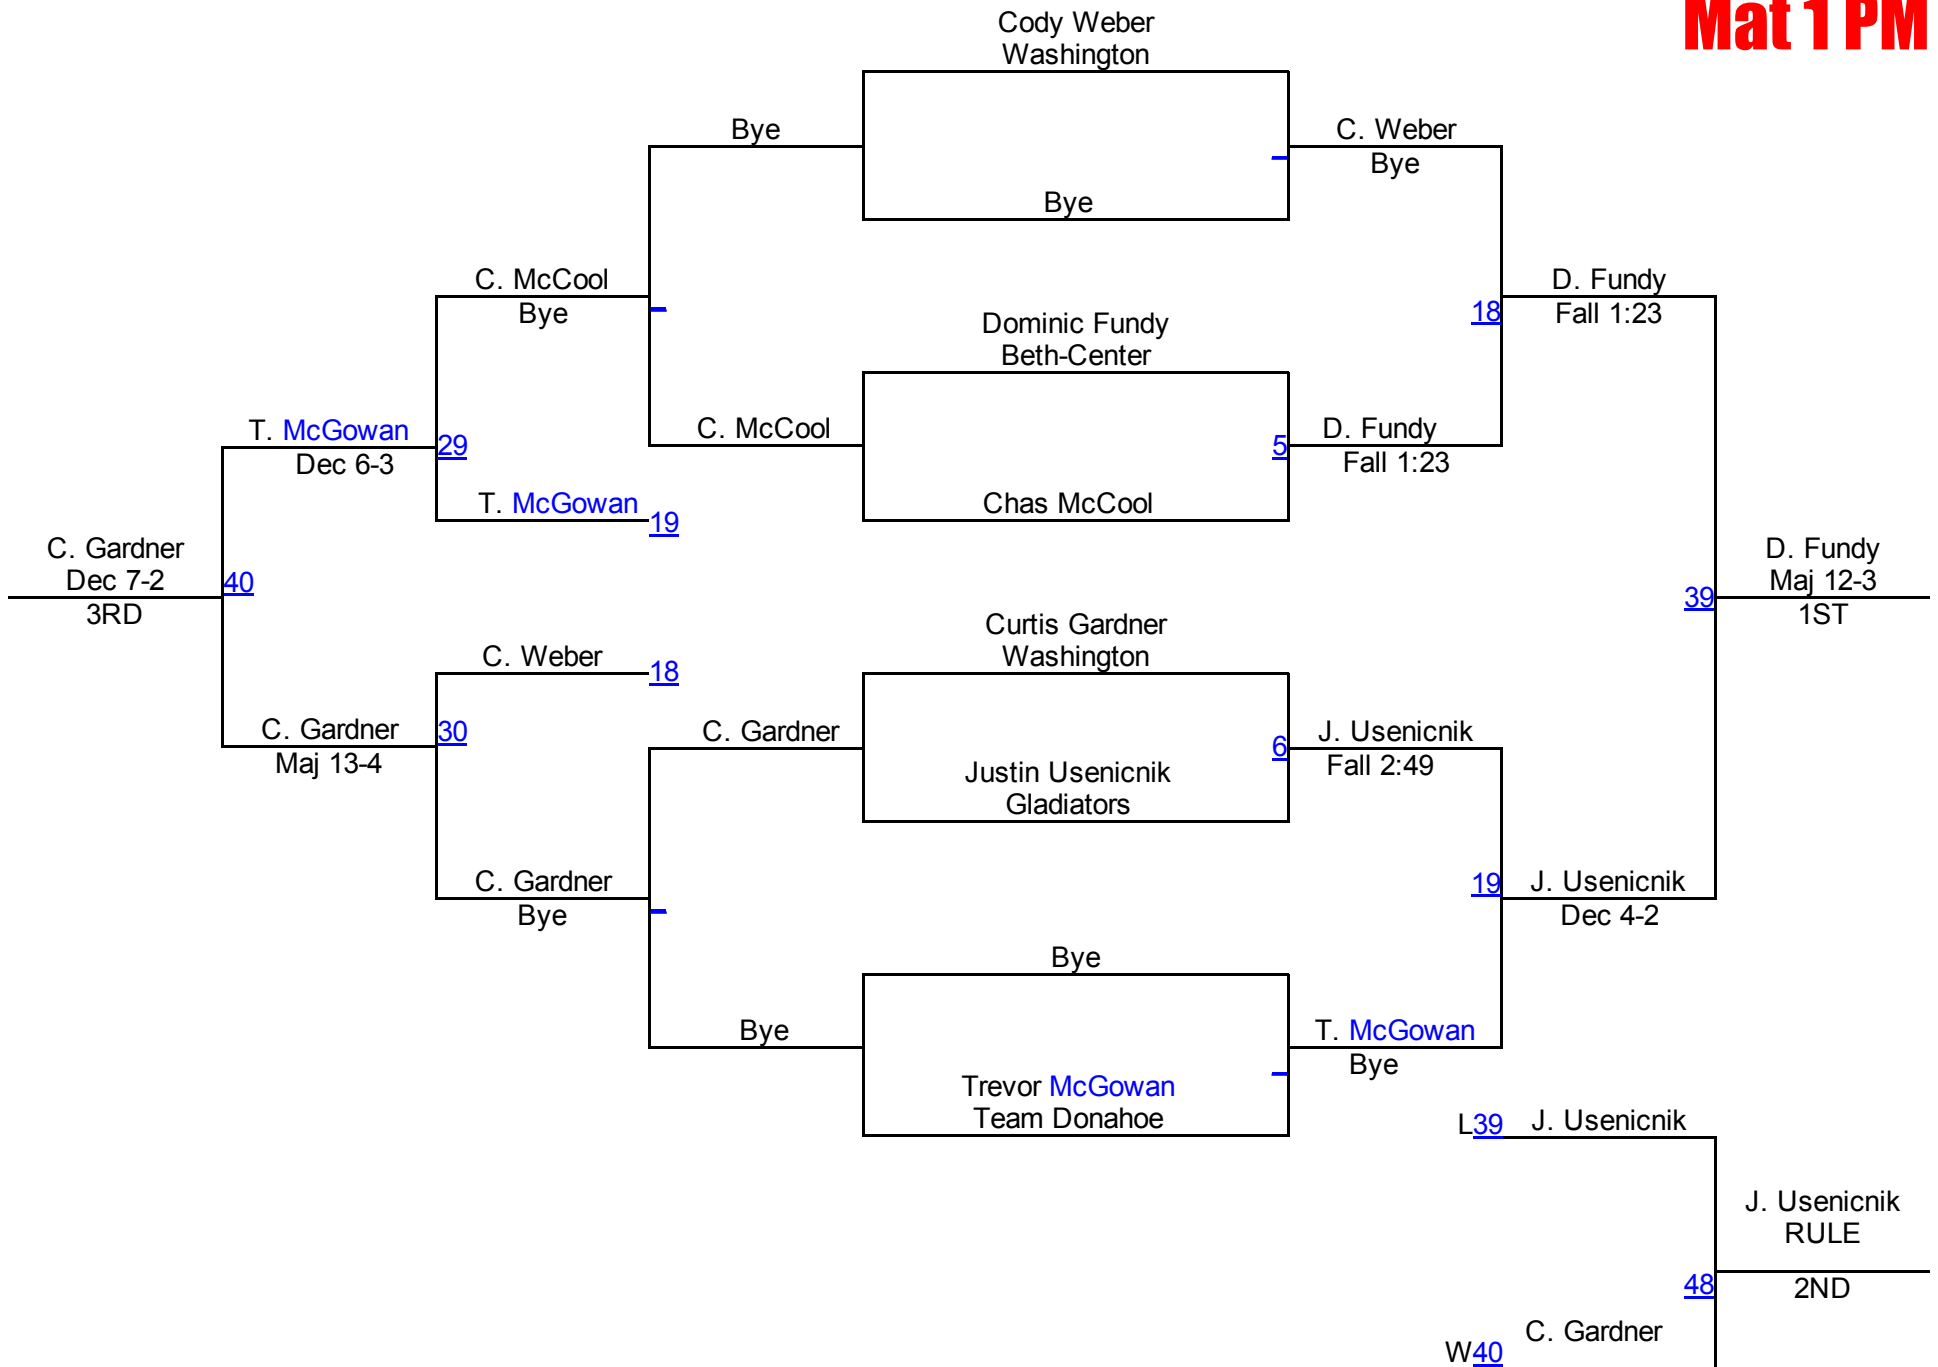 Mat 1 PM
Cody Weber
Washington
Bye
C. Weber
Bye
Bye
C. McCool
Bye
D. Fundy
Fall 1:23
18
Dominic Fundy
Beth-Center
T. McGowan
Dec 6-3
29
C. McCool
5
D. Fundy
Fall 1:23
T. McGowan
19
Chas McCool
C. Gardner
Dec 7-2
3RD
40
D. Fundy
Maj 12-3
1ST
39
Curtis Gardner
Washington
C. Weber
18
C. Gardner
Maj 13-4
30
C. Gardner
6
J. Usenicnik
Fall 2:49
Justin Usenicnik
Gladiators
C. Gardner
Bye
19
J. Usenicnik
Dec 4-2
Bye
Bye
T. McGowan
Bye
Trevor McGowan
Team Donahoe
L39 J. Usenicnik
J. Usenicnik
RULE
48
2ND
C. Gardner
W40